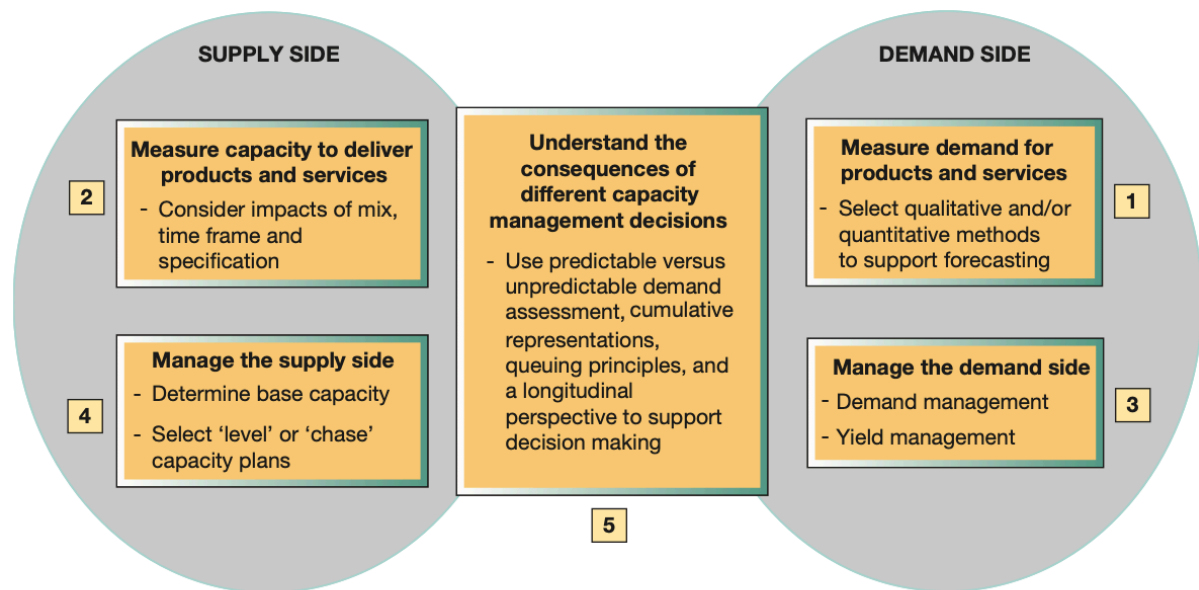 SUPPLY SIDE
Measure capacity to deliver
products and services
- Consider impacts of mix,
time frame and
specification
2
Manage the supply side
- Determine base capacity
- Select ‘level’ or ‘chase’
capacity plans
4
Understand the
consequences of
different capacity
management decisions
- Use predictable versus
unpredictable demand
assessment, cumulative
representations,
queuing principles, and
a longitudinal
perspective to support
decision making
5
DEMAND SIDE
Measure demand for
products and services
- Select qualitative and/or
quantitative methods
to support forecasting
1
Manage the demand side
- Demand management
- Yield management
3